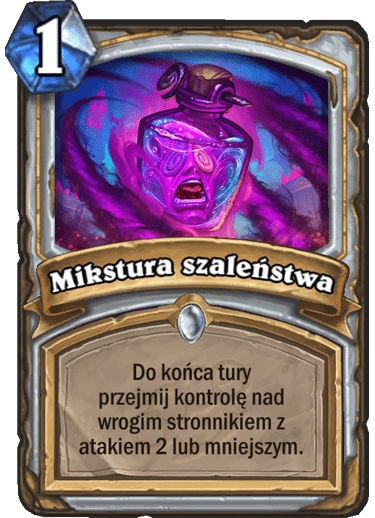 1
Mikstura szaleństwa
Do końca tury
przejmij kontrolę nad
wrogim stronnikiem z
atakiem 2 lub mniejszym.